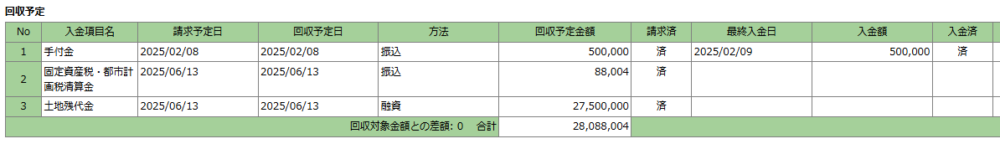 回収予定
No 入金項目名 請求予定日 回収予定日 方法 回収予定金額 請求済 最終入金日 入金額 入金済
1 手付金 2025/02/08 2025/02/08 振込 500,000 済 2025/02/09 500,000 済
2 固定資産税・都市計 2025/06/13 2025/06/13 振込 88,004 済
画税清算金
3 土地残代金 2025/06/13 2025/06/13 融資 27,500,000 済
回収対象金額との差額: 0 合計 28,088,004